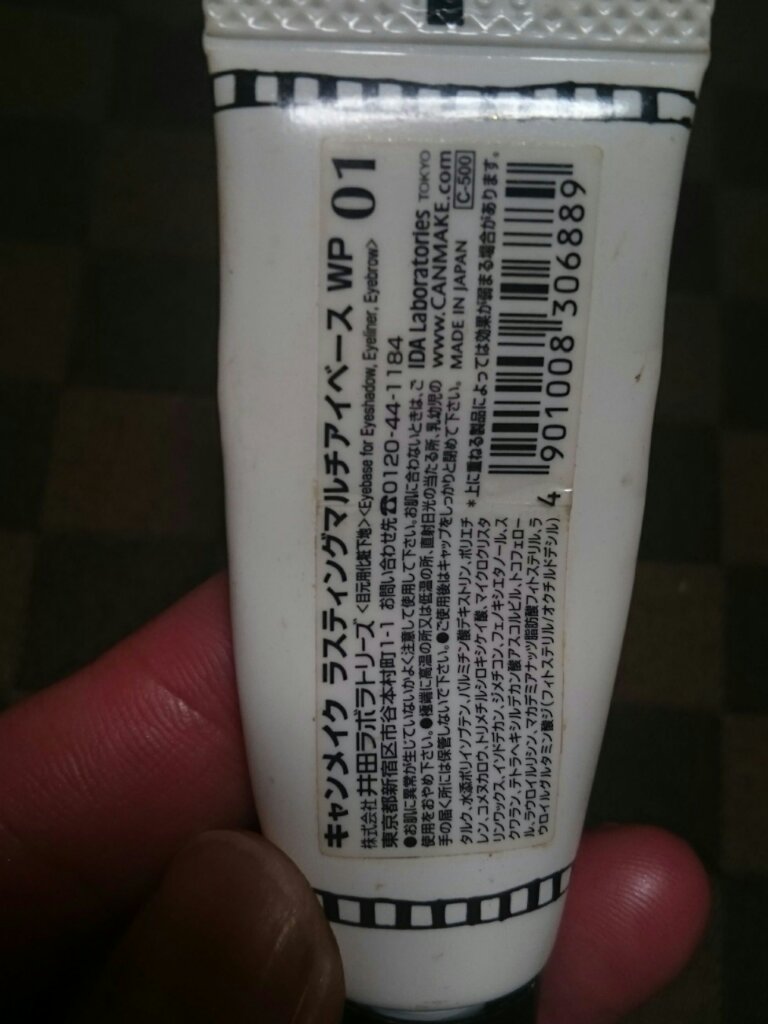 キャンメイク ラスティングマルチアイベース WP 01
株式会社 井田ラボラトリーズ <目元用化粧下地><Eyebase for Eyeshadow, Eyeliner, Eyebrow>
東京都新宿区市谷本村町1-1 お問い合わせ先☎0120-44-1184
●お肌に異常が生じていないかよく注意して使用して下さい。お肌に合わないときは、ご
使用をおやめ下さい。●極端に高温の所又は低温の所、直射日光の当たる所、乳幼児の
手の届く所には保管しないで下さい。●ご使用後はキャップをしっかりと閉めて下さい。
IDA Laboratories TOKYO
www.CANMAKE.com
MADE IN JAPAN C-500
*上に重ねる製品によっては効果が弱まる場合があります。
タルク、水添ポリイソブテン、パルミチン酸デキストリン、ポリエチ
レン、コメヌカロウ、トリメチルシロキシケイ酸、マイクロクリスタ
リンワックス、イソドデカン、ジメチコン、フェノキシエタノール、ス
クワラン、テトラヘキシルデカン酸アスコルビル、トコフェロー
ル、ラウロイルリシン、マカデミアナッツ脂肪酸フィトステリル、ラ
ウロイルグルタミン酸ジ(フィトステリル/オクチルドデシル)
4 901008 306889